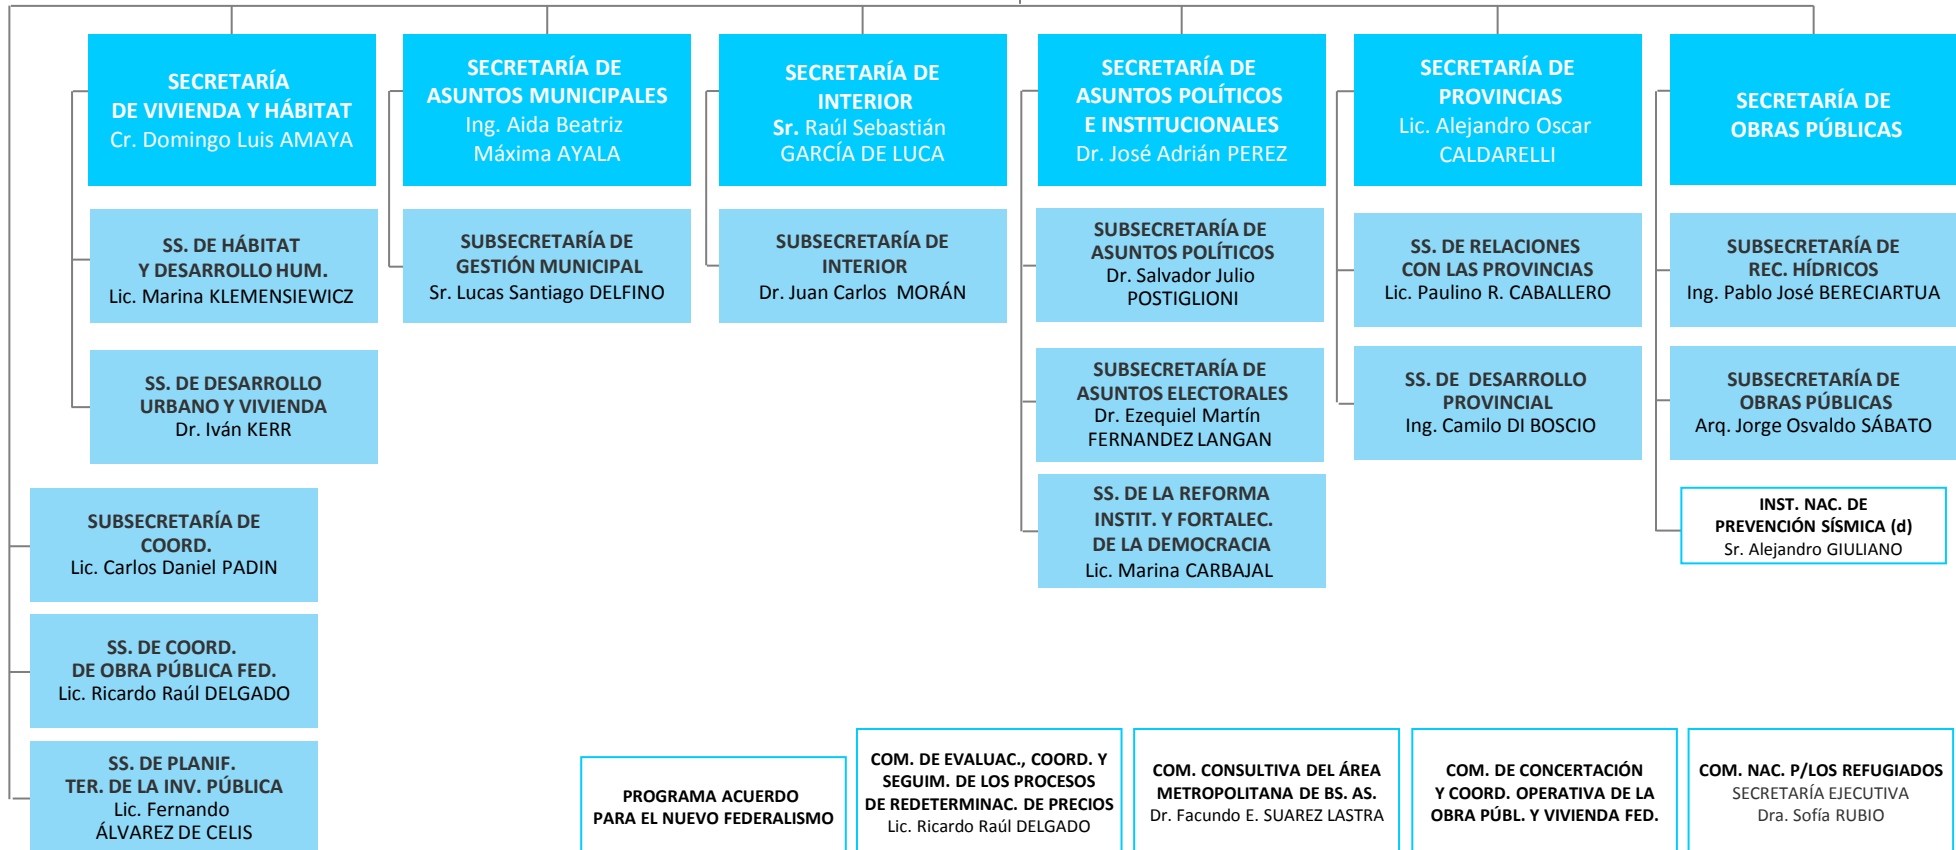 SECRETARÍA
DE VIVIENDA Y HÁBITAT
Cr. Domingo Luis AMAYA
SECRETARÍA DE
ASUNTOS MUNICIPALES
Ing. Aida Beatriz
Máxima AYALA
SECRETARÍA DE
INTERIOR
Sr. Raúl Sebastián
GARCÍA DE LUCA
SECRETARÍA DE
ASUNTOS POLÍTICOS
E INSTITUCIONALES
Dr. José Adrián PEREZ
SECRETARÍA DE
PROVINCIAS
Lic. Alejandro Oscar
CALDARELLI
SECRETARÍA DE
OBRAS PÚBLICAS
SS. DE HÁBITAT
Y DESARROLLO HUM.
Lic. Marina KLEMENSIEWICZ
SUBSECRETARÍA DE
GESTIÓN MUNICIPAL
Sr. Lucas Santiago DELFINO
SUBSECRETARÍA DE
INTERIOR
Dr. Juan Carlos MORÁN
SUBSECRETARÍA DE
ASUNTOS POLÍTICOS
Dr. Salvador Julio
POSTIGLIONI
SS. DE RELACIONES
CON LAS PROVINCIAS
Lic. Paulino R. CABALLERO
SUBSECRETARÍA DE
REC. HÍDRICOS
Ing. Pablo José BERECIARTUA
SS. DE DESARROLLO
URBANO Y VIVIENDA
Dr. Iván KERR
SUBSECRETARÍA DE
ASUNTOS ELECTORALES
Dr. Ezequiel Martín
FERNANDEZ LANGAN
SS. DE DESARROLLO
PROVINCIAL
Ing. Camilo DI BOSCIO
SUBSECRETARÍA DE
OBRAS PÚBLICAS
Arq. Jorge Osvaldo SÁBATO
SUBSECRETARÍA DE
COORD.
Lic. Carlos Daniel PADIN
SS. DE LA REFORMA
INSTIT. Y FORTALEC.
DE LA DEMOCRACIA
Lic. Marina CARBAJAL
INST. NAC. DE
PREVENCIÓN SÍSMICA (d)
Sr. Alejandro GIULIANO
SS. DE COORD.
DE OBRA PÚBLICA FED.
Lic. Ricardo Raúl DELGADO
SS. DE PLANIF.
TER. DE LA INV. PÚBLICA
Lic. Fernando
ÁLVAREZ DE CELIS
PROGRAMA ACUERDO
PARA EL NUEVO FEDERALISMO
COM. DE EVALUAC., COORD. Y
SEGUIM. DE LOS PROCESOS
DE REDETERMINAC. DE PRECIOS
Lic. Ricardo Raúl DELGADO
COM. CONSULTIVA DEL ÁREA
METROPOLITANA DE BS. AS.
Dr. Facundo E. SUAREZ LASTRA
COM. DE CONCERTACIÓN
Y COORD. OPERATIVA DE LA
OBRA PÚBL. Y VIVIENDA FED.
COM. NAC. P/LOS REFUGIADOS
SECRETARÍA EJECUTIVA
Dra. Sofía RUBIO